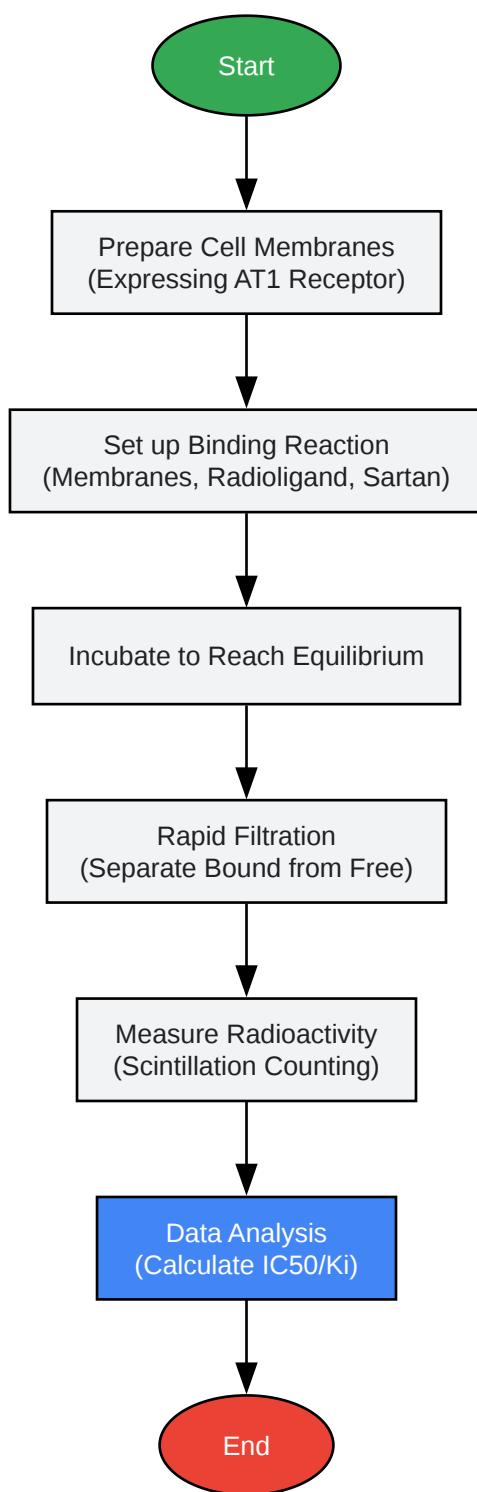 Start
Prepare Cell Membranes
(Expressing AT1 Receptor)
Set up Binding Reaction
(Membranes, Radioligand, Sartan)
Incubate to Reach Equilibrium
Rapid Filtration
(Separate Bound from Free)
Measure Radioactivity
(Scintillation Counting)
Data Analysis
(Calculate IC50/Ki)
End